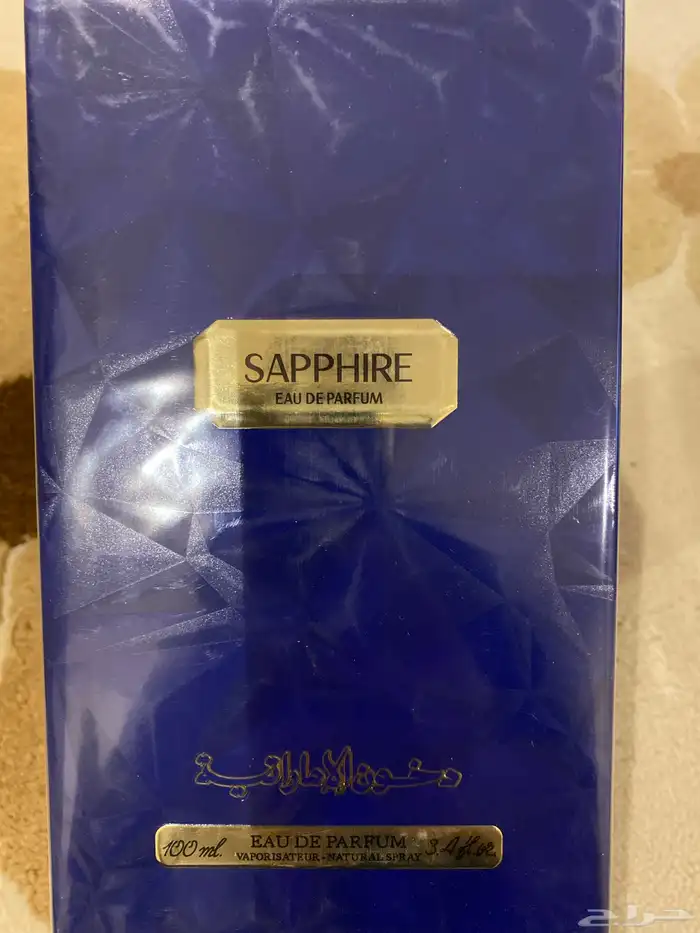 SAPPHIRE
EAU DE PARFUM
دخون الإماراتية
100 ml. EAU DE PARFUM 3.4 fl.oz.
VAPORISATEUR - NATURAL SPRAY
حراج